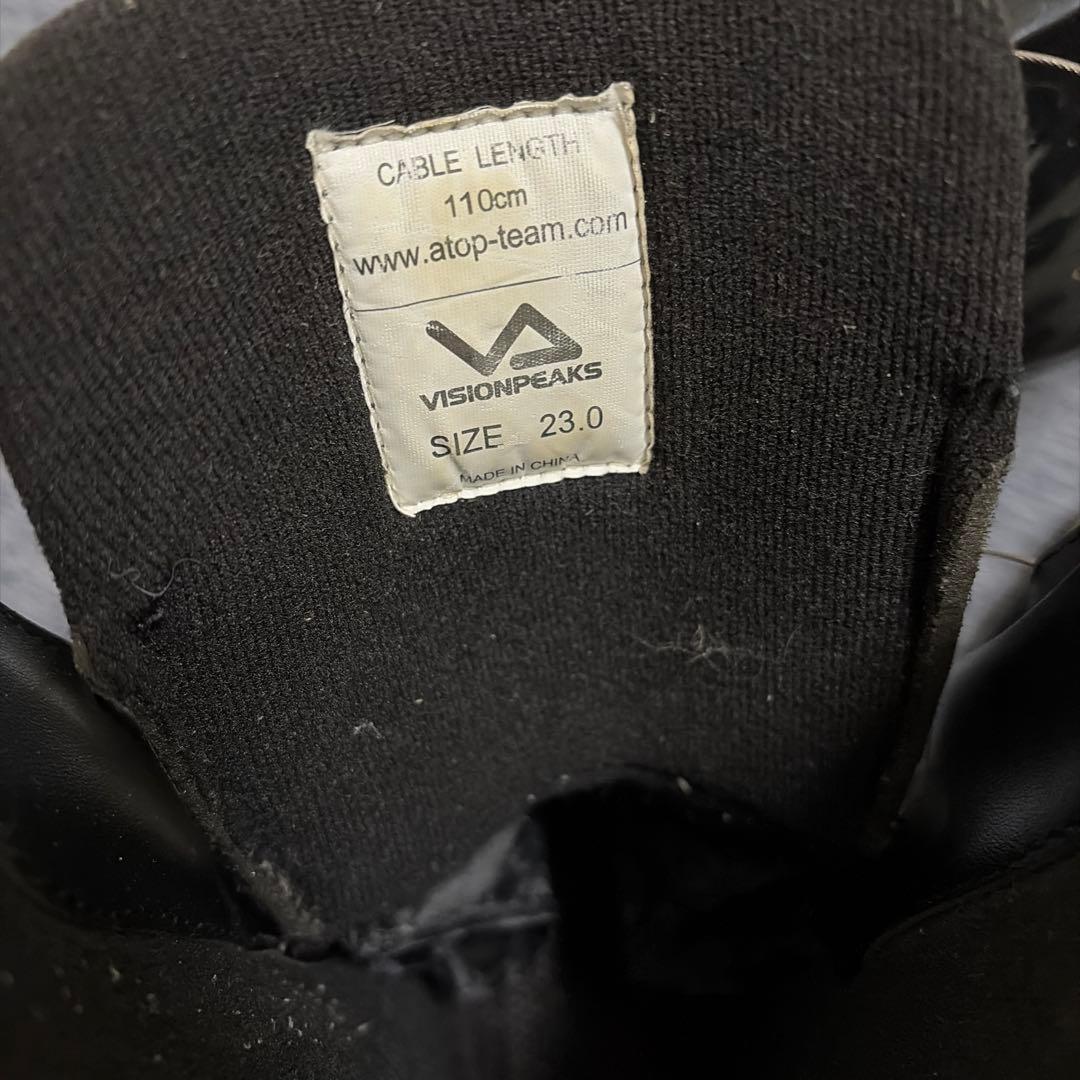 CABLE LENGTH
110cm
www.atop-team.com
VISIONPEAKS
SIZE 23.0
MADE IN CHINA